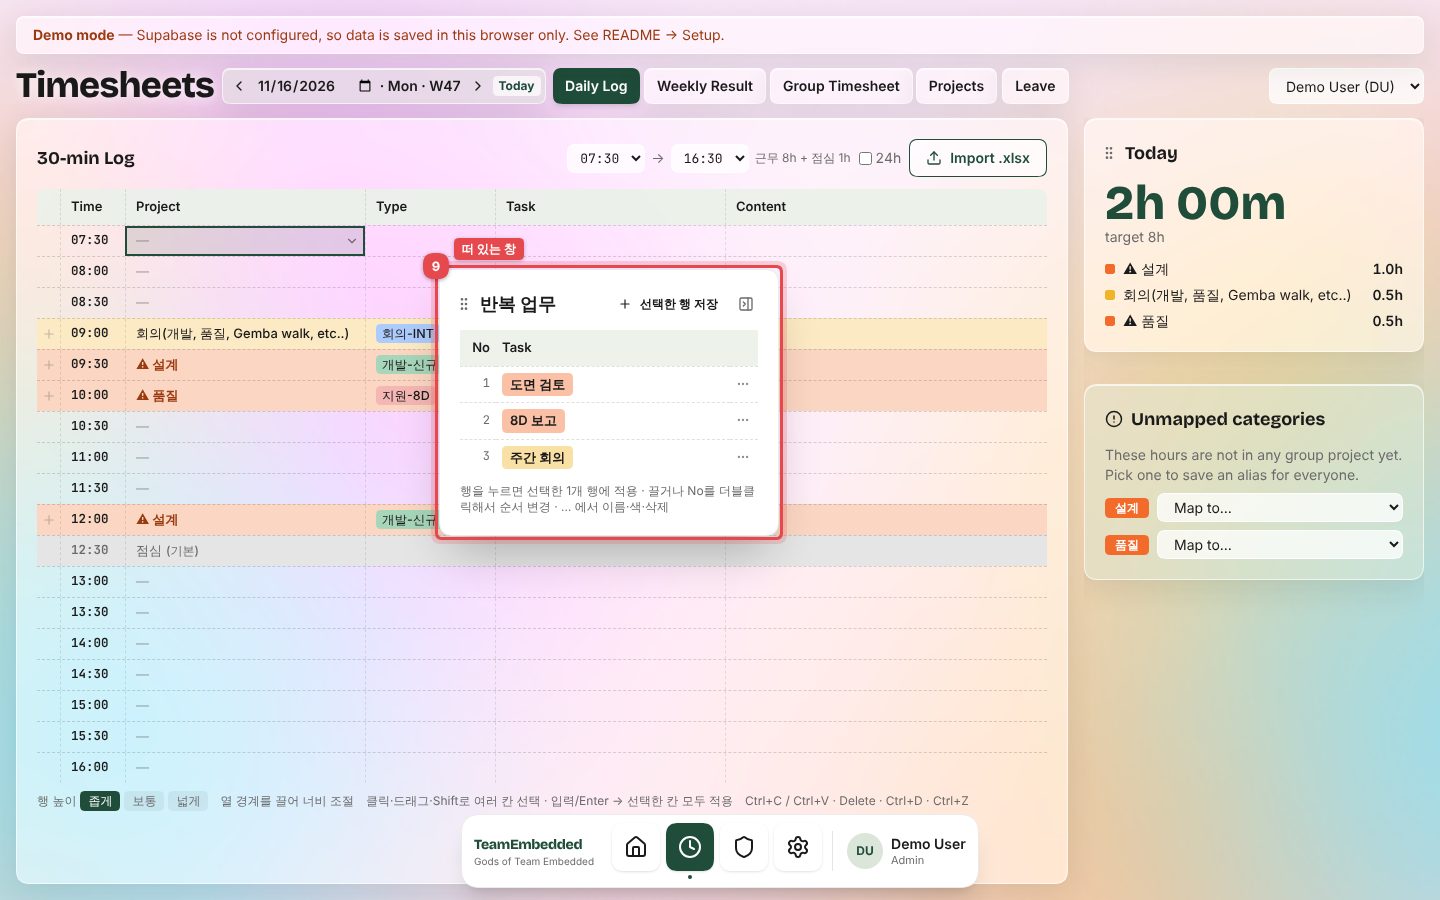 Demo mode — Supabase is not configured, so data is saved in this browser only. See README → Setup.
Timesheets
11/16/2026 · Mon · W47 Today
Daily Log
Weekly Result
Group Timesheet
Projects
Leave
Demo User (DU)
30-min Log
07:30 → 16:30 근무 8h + 점심 1h 24h Import .xlsx
Time Project Type Task Content
07:30 —
08:00 —
08:30 —
09:00 회의(개발, 품질, Gemba walk, etc..) 회의-INT
09:30 설계 개발-신규
10:00 품질 지원-8D
10:30 —
11:00 —
11:30 —
12:00 설계 개발-신규
12:30 점심 (기본)
13:00 —
13:30 —
14:00 —
14:30 —
15:00 —
15:30 —
16:00 —
떠 있는 창
9
반복 업무
+ 선택한 행 저장
No Task
1 도면 검토 ···
2 8D 보고 ···
3 주간 회의 ···
행을 누르면 선택한 1개 행에 적용 · 끌거나 No를 더블클
릭해서 순서 변경 · … 에서 이름·색·삭제
행 높이 좁게 보통 넓게 열 경계를 끌어 너비 조절 클릭·드래그·Shift로 여러 칸 선택 · 입력/Enter → 선택한 칸 모두 적용 Ctrl+C / Ctrl+V · Delete · Ctrl+D · Ctrl+Z
Today
2h 00m
target 8h
설계 1.0h
회의(개발, 품질, Gemba walk, etc..) 0.5h
품질 0.5h
Unmapped categories
These hours are not in any group project yet.
Pick one to save an alias for everyone.
설계 Map to...
품질 Map to...
TeamEmbedded
Gods of Team Embedded
DU
Demo User
Admin